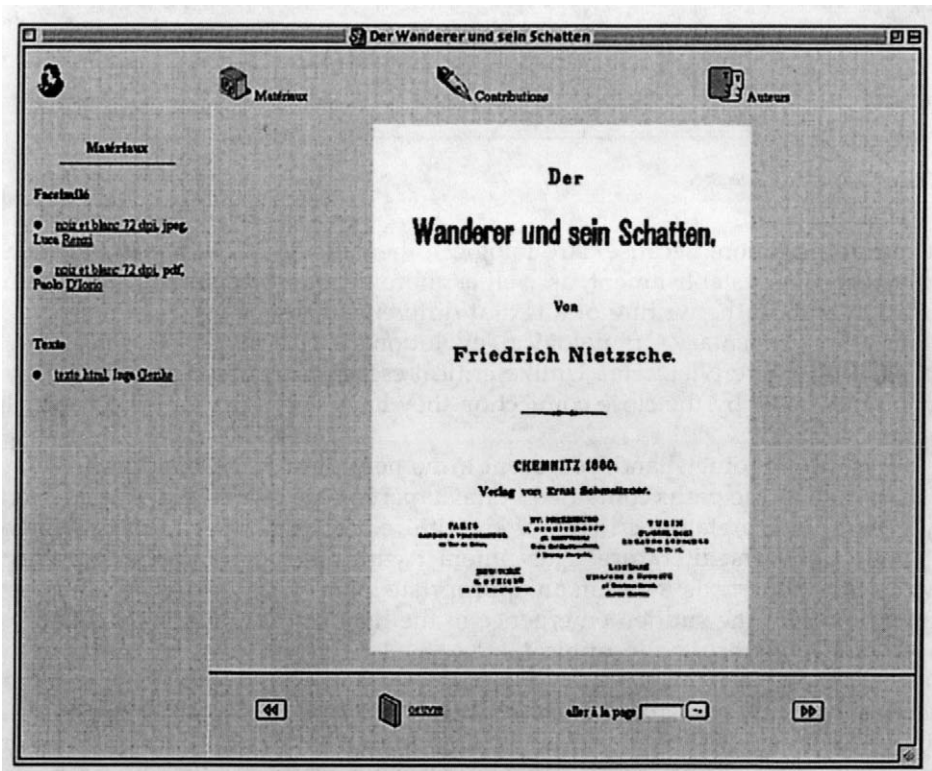 Der Wanderer und sein Schatten
Matériaux
Contributions
Auteurs
Matériaux
Facsimilé
noir et blanc 72 dpi, jpeg,
Luca Renzi
noir et blanc 72 dpi, pdf,
Paolo D'Iorio
Texte
texte html, Inga Gerike
Der
Wanderer und sein Schatten.
Von
Friedrich Nietzsche.
CHEMNITZ 1880.
Verlag von Ernst Schmeitzner.
PARIS
ST. PETERSBURG
TURIN
NEW-YORK
LONDON
œuvre
aller à la page